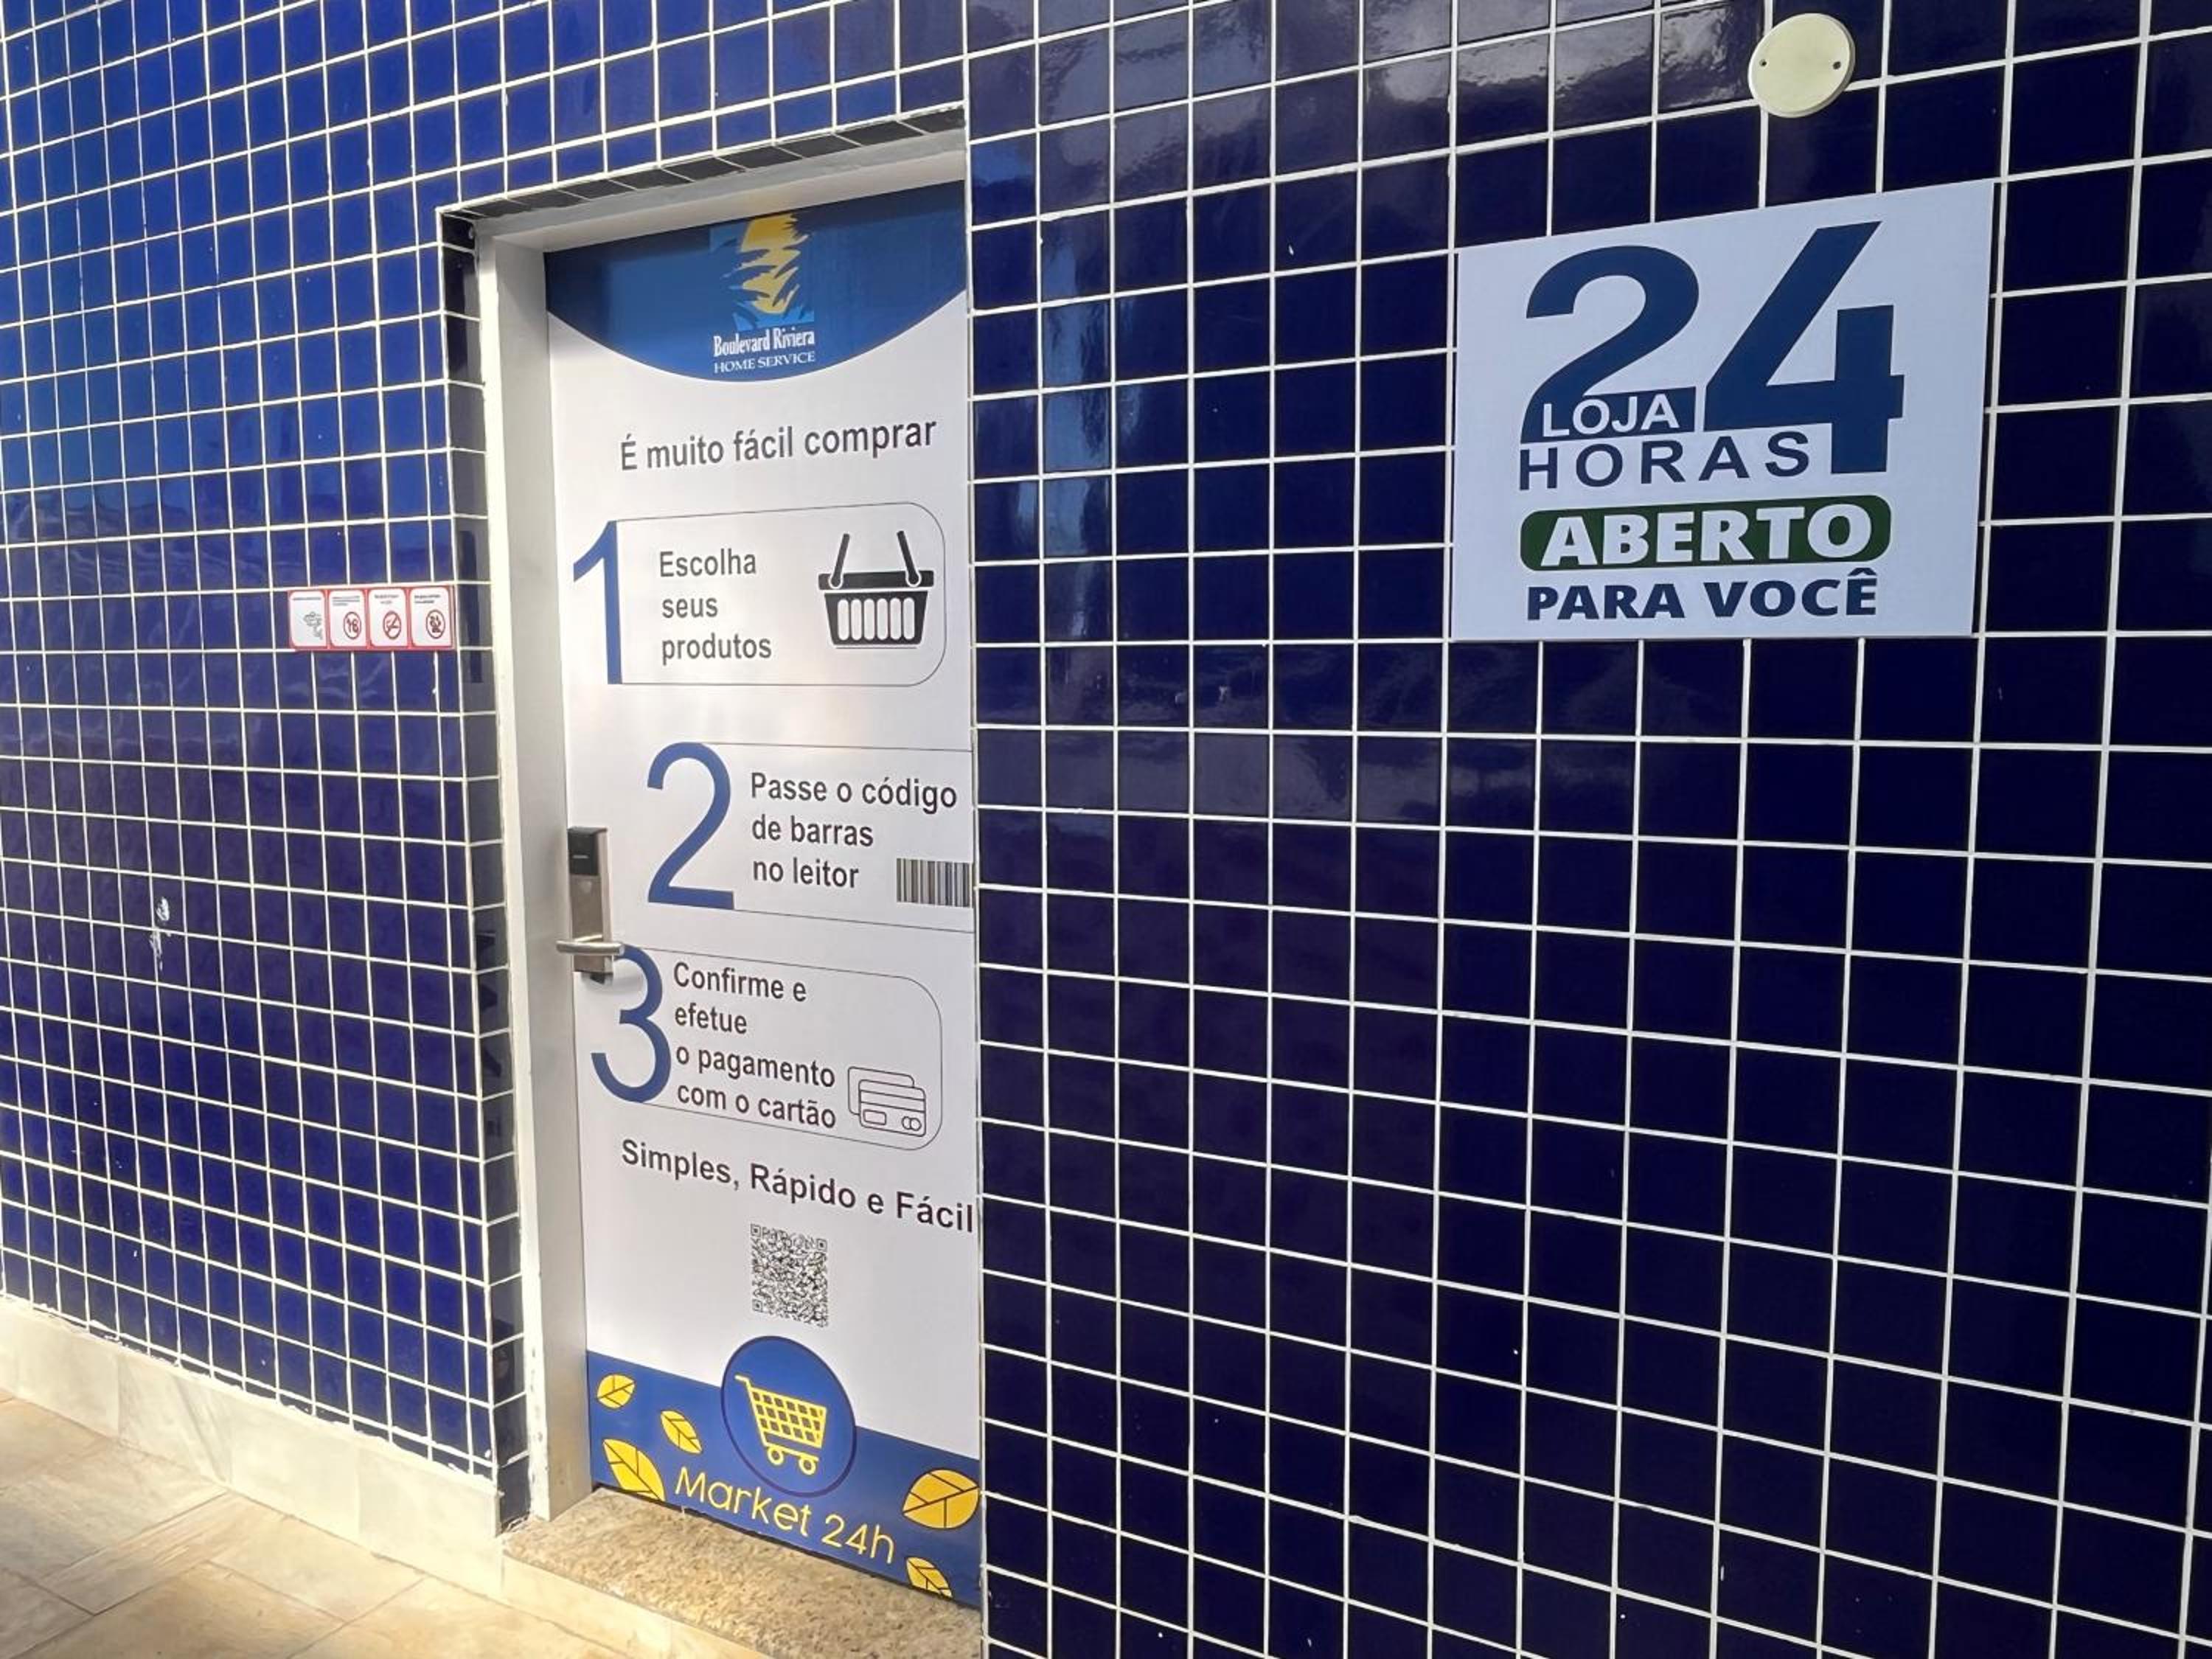 Boulevard Riviera
HOME SERVICE
É muito fácil comprar
1
Escolha
seus
produtos
2
Passe o código
de barras
no leitor
3
Confirme e
efetue
o pagamento
com o cartão
Simples, Rápido e Fácil
Market 24h
24
LOJA
HORAS
ABERTO
PARA VOCÊ